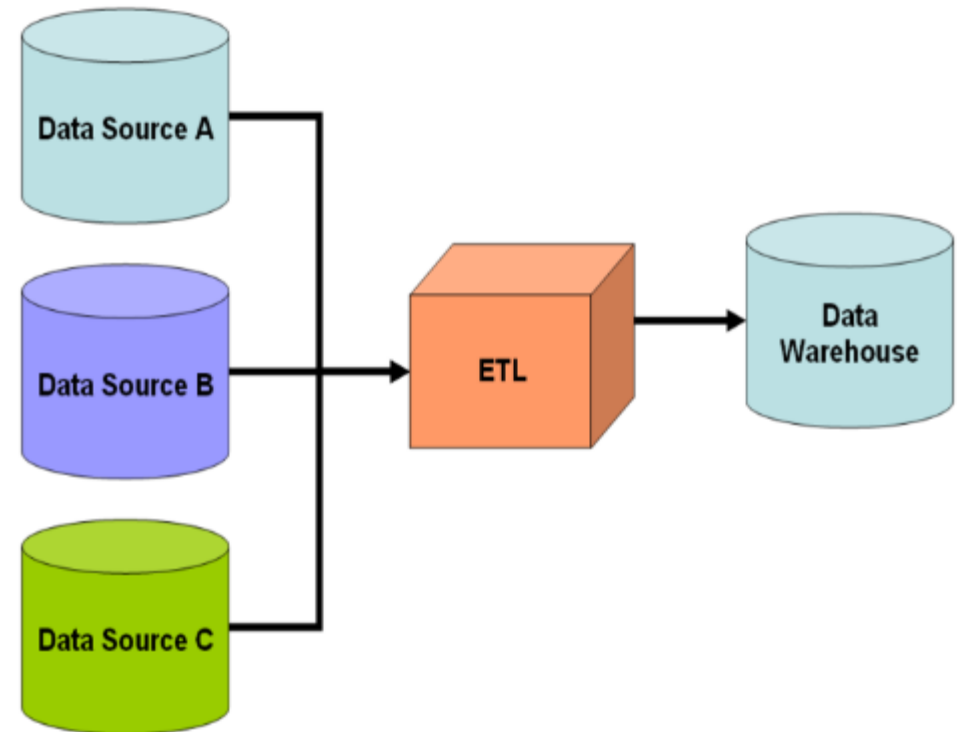 Data Source A
Data Source B
Data Source C
ETL
Data
Warehouse